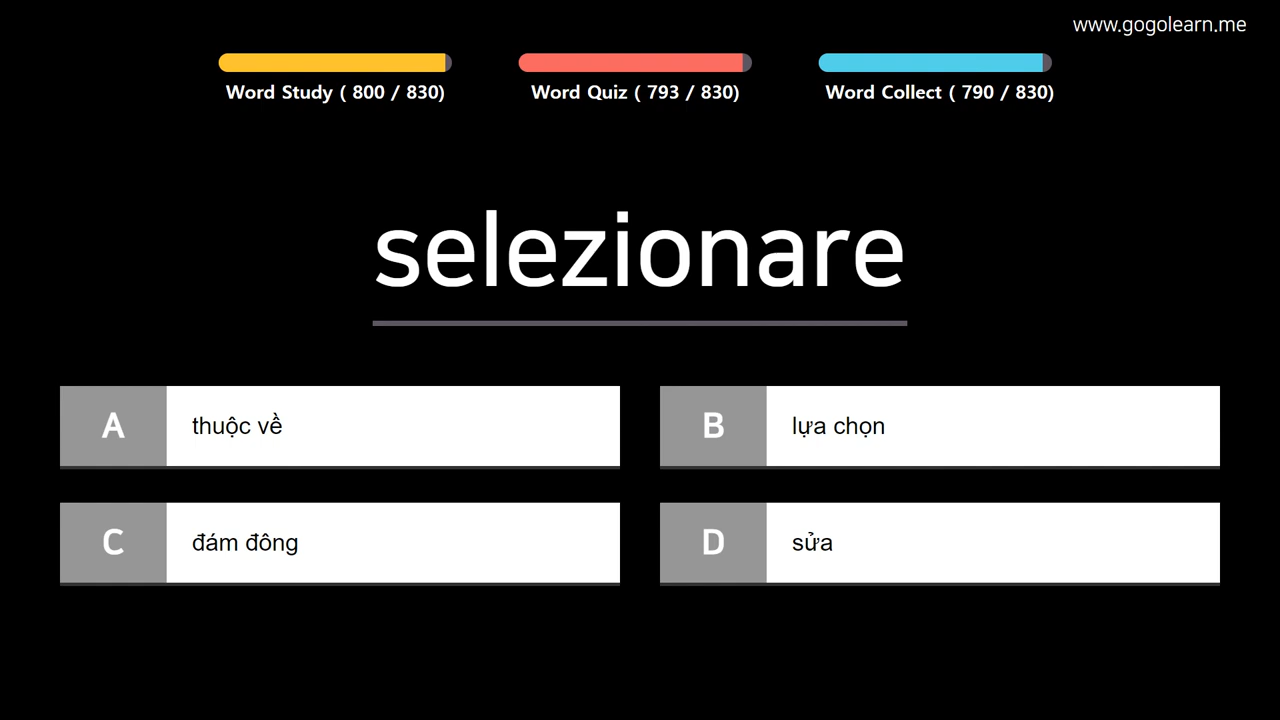 www.gogolearn.me
Word Study ( 800 / 830)
Word Quiz ( 793 / 830)
Word Collect ( 790 / 830)
selezionare
A
thuộc về
B
lựa chọn
C
đám đông
D
sửa